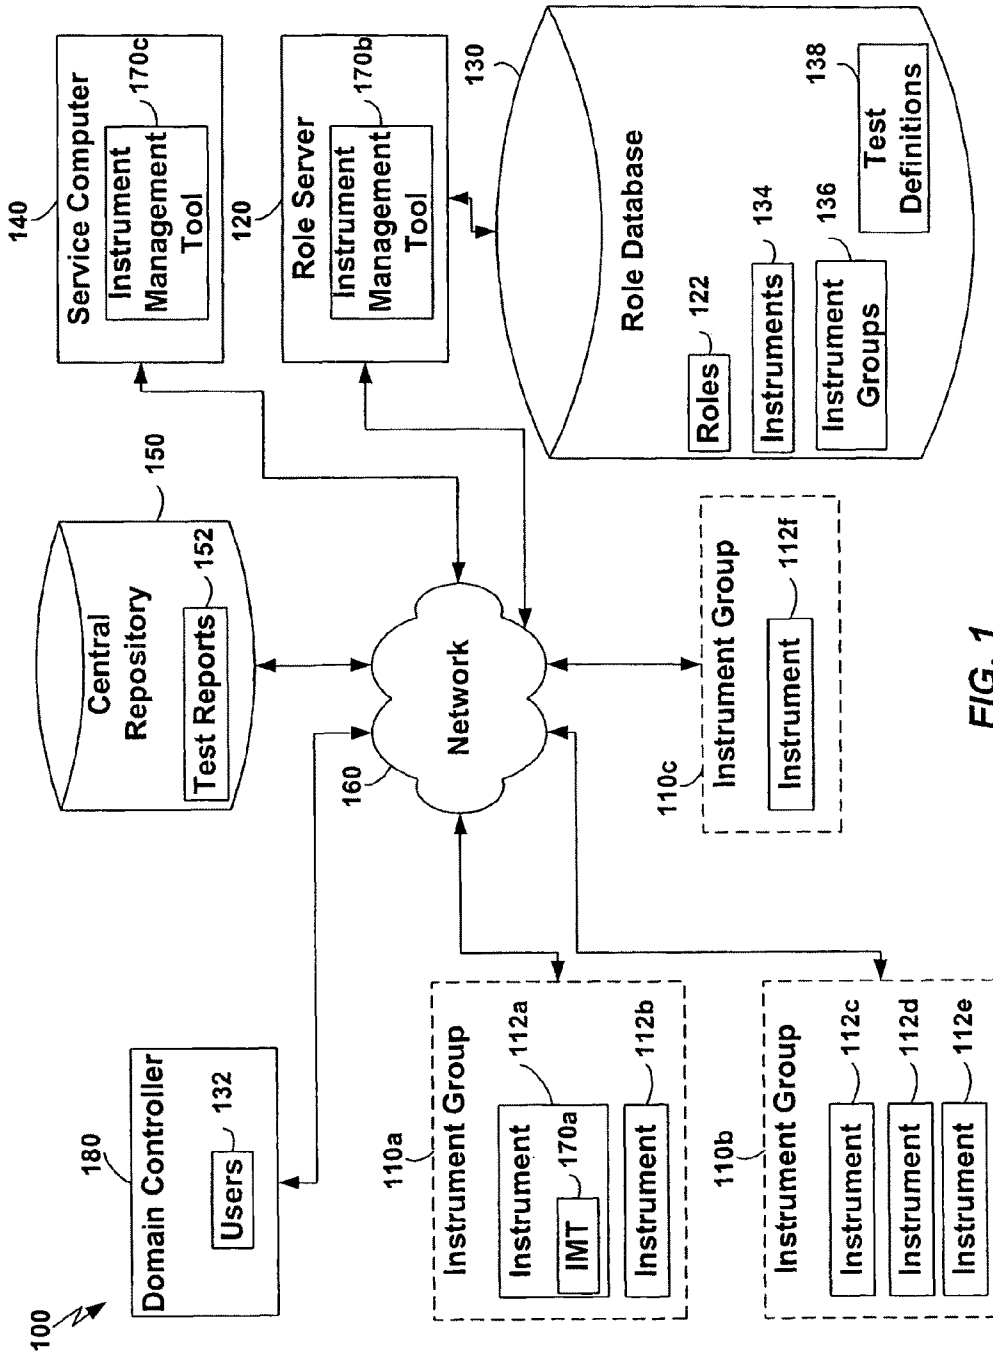 100
180
Domain Controller
Users
132
Central
Repository
Test Reports
150
152
140
Service Computer
Instrument
Management
Tool
170c
120
Role Server
Instrument
Management
Tool
170b
160
Network
110a
Instrument Group
Instrument
112a
IMT
170a
Instrument
112b
110b
Instrument Group
Instrument
112c
Instrument
112d
Instrument
112e
110c
Instrument Group
Instrument
112f
130
Role Database
Roles
122
Instruments
134
Instrument
Groups
136
Test
Definitions
138
FIG. 1